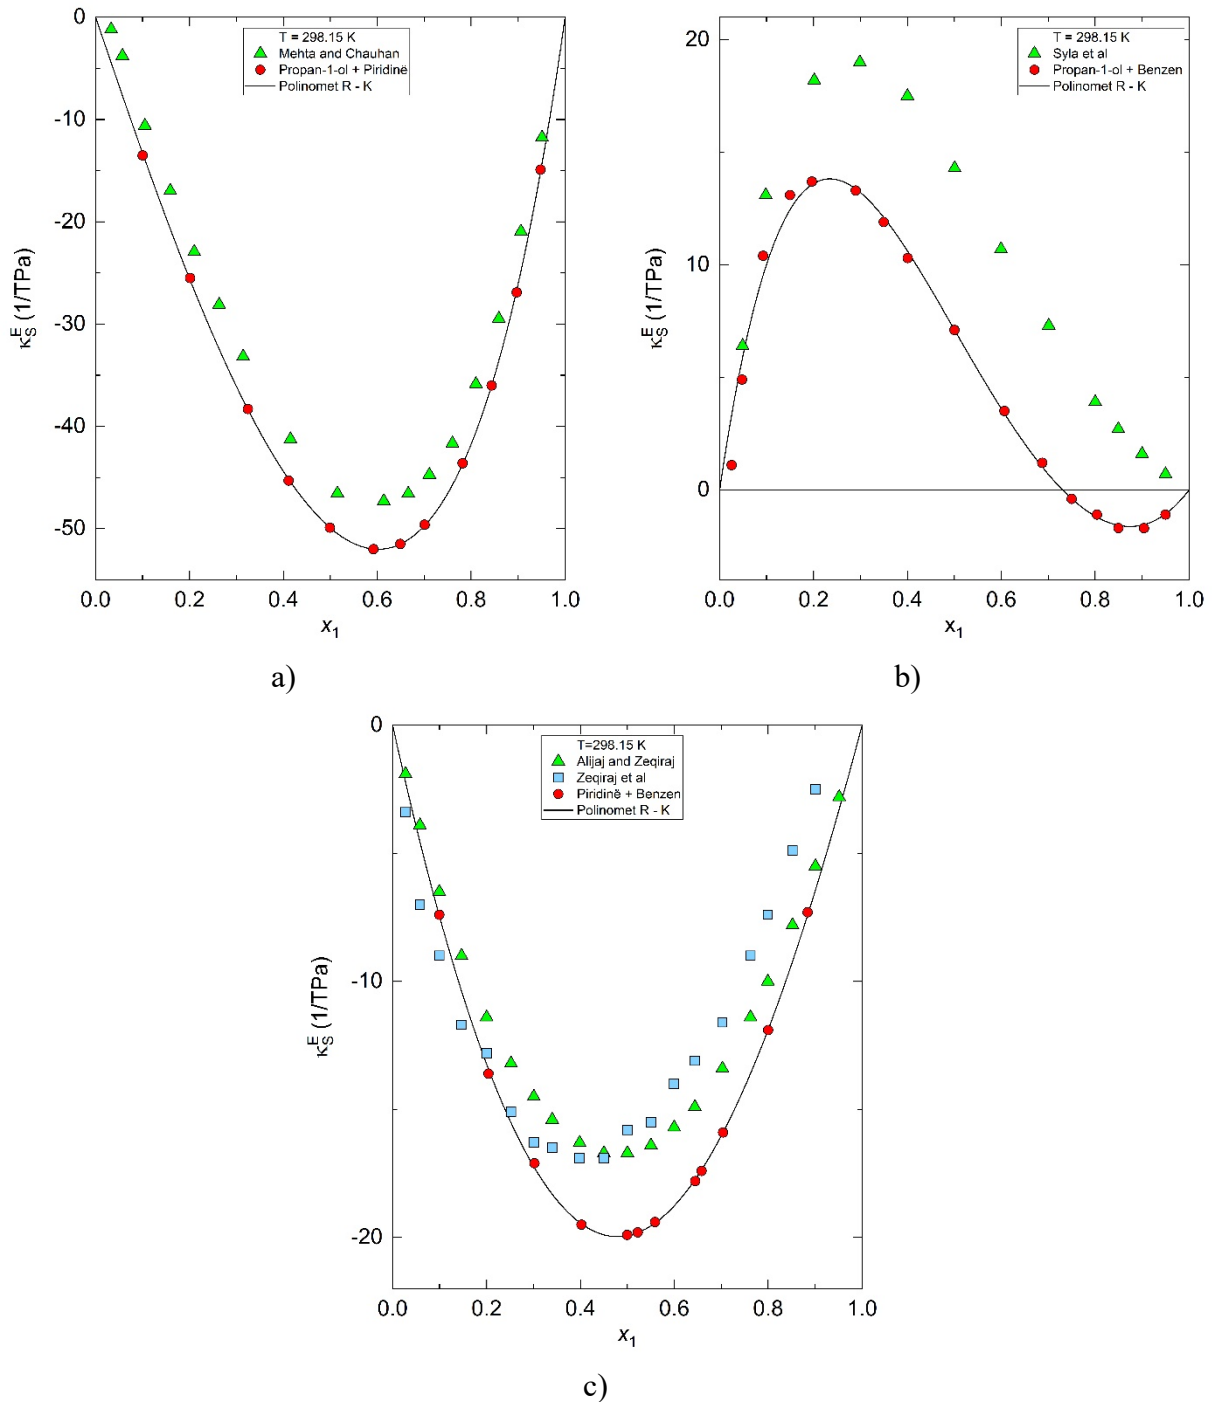 0
-10
-20
-30
-40
-50
κ_S^E (1/TPa)
T = 298.15 K
Mehta and Chauhan
Propan-1-ol + Piridinë
Polinomet R - K
0.0 0.2 0.4 0.6 0.8 1.0
x₁
a)
20
10
0
κ_S^E (1/TPa)
T = 298.15 K
Syla et al
Propan-1-ol + Benzen
Polinomet R - K
0.0 0.2 0.4 0.6 0.8 1.0
x₁
b)
0
-10
-20
κ_S^E (1/TPa)
T=298.15 K
Alijaj and Zeqiraj
Zeqiraj et al
Piridinë + Benzen
Polinomet R - K
0.0 0.2 0.4 0.6 0.8 1.0
x₁
c)